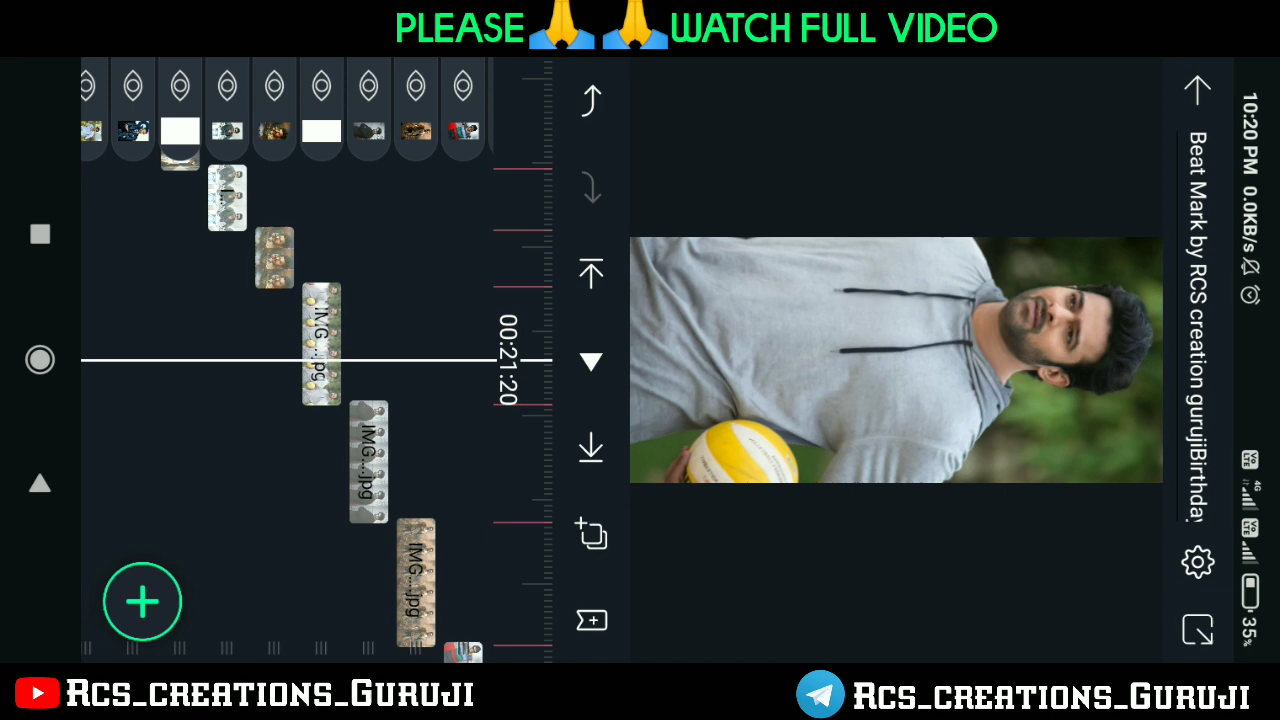 PLEASE🙏 🙏WATCH FULL VIDEO
10:20 PM 0.0KB/s
4G
35%
Beat Mark by RCS creation gurujiBirthday
00:21:20
IMG...jpg
IMG...jpg
IMG...jpg
Rcs_creations_Guruji
Rcs_creations_Guruji